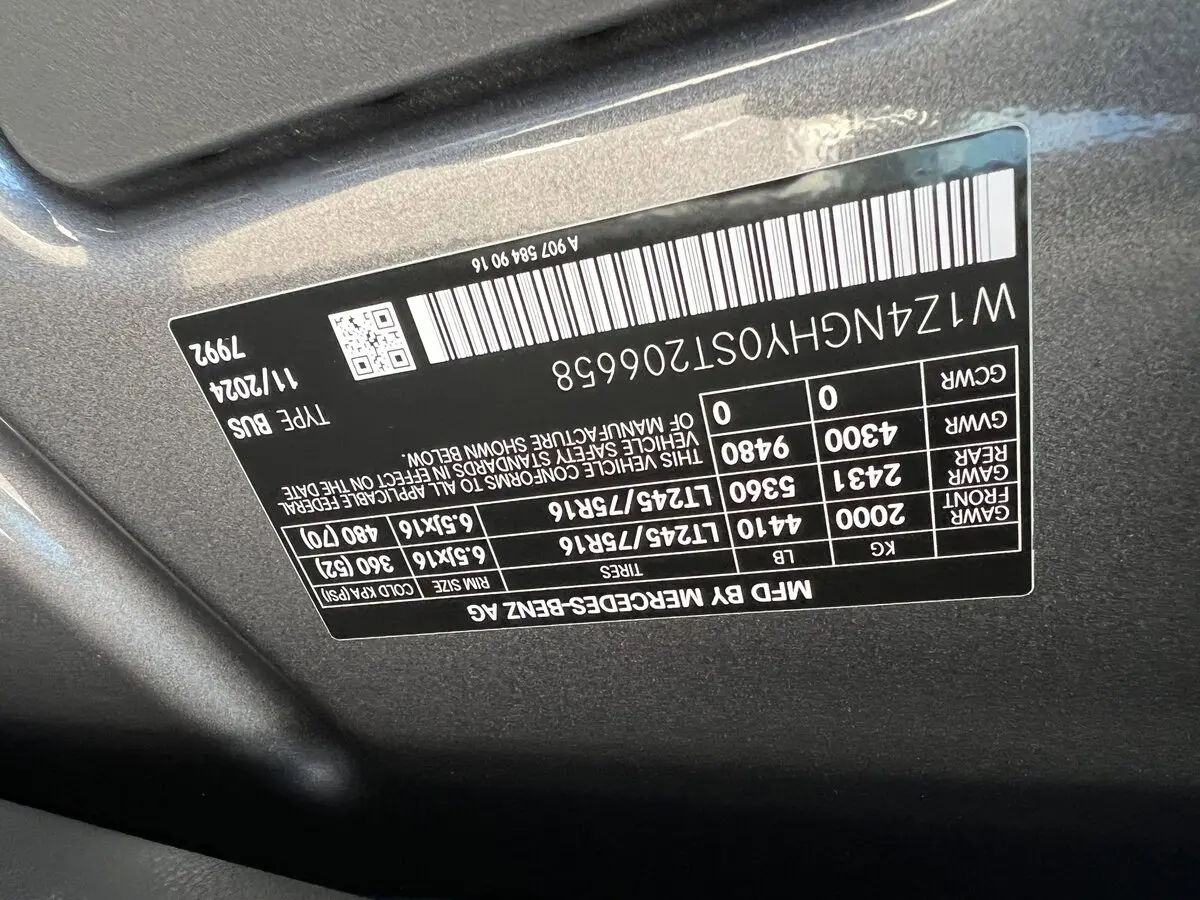 MFD BY MERCEDES-BENZ AG
KG LB TIRES RIM SIZE COLD KPA(PSI)
GAWR FRONT 2000 4410 LT245/75R16 6.5Jx16 360 (52)
GAWR REAR 2431 5360 LT245/75R16 6.5Jx16 480 (70)
GVWR 4300 9480
GCWR 0 0
THIS VEHICLE CONFORMS TO ALL APPLICABLE FEDERAL
VEHICLE SAFETY STANDARDS IN EFFECT ON THE DATE
OF MANUFACTURE SHOWN BELOW.
W1Z4NGHY0ST206658
TYPE BUS
11/2024
7992
A 907 584 90 16